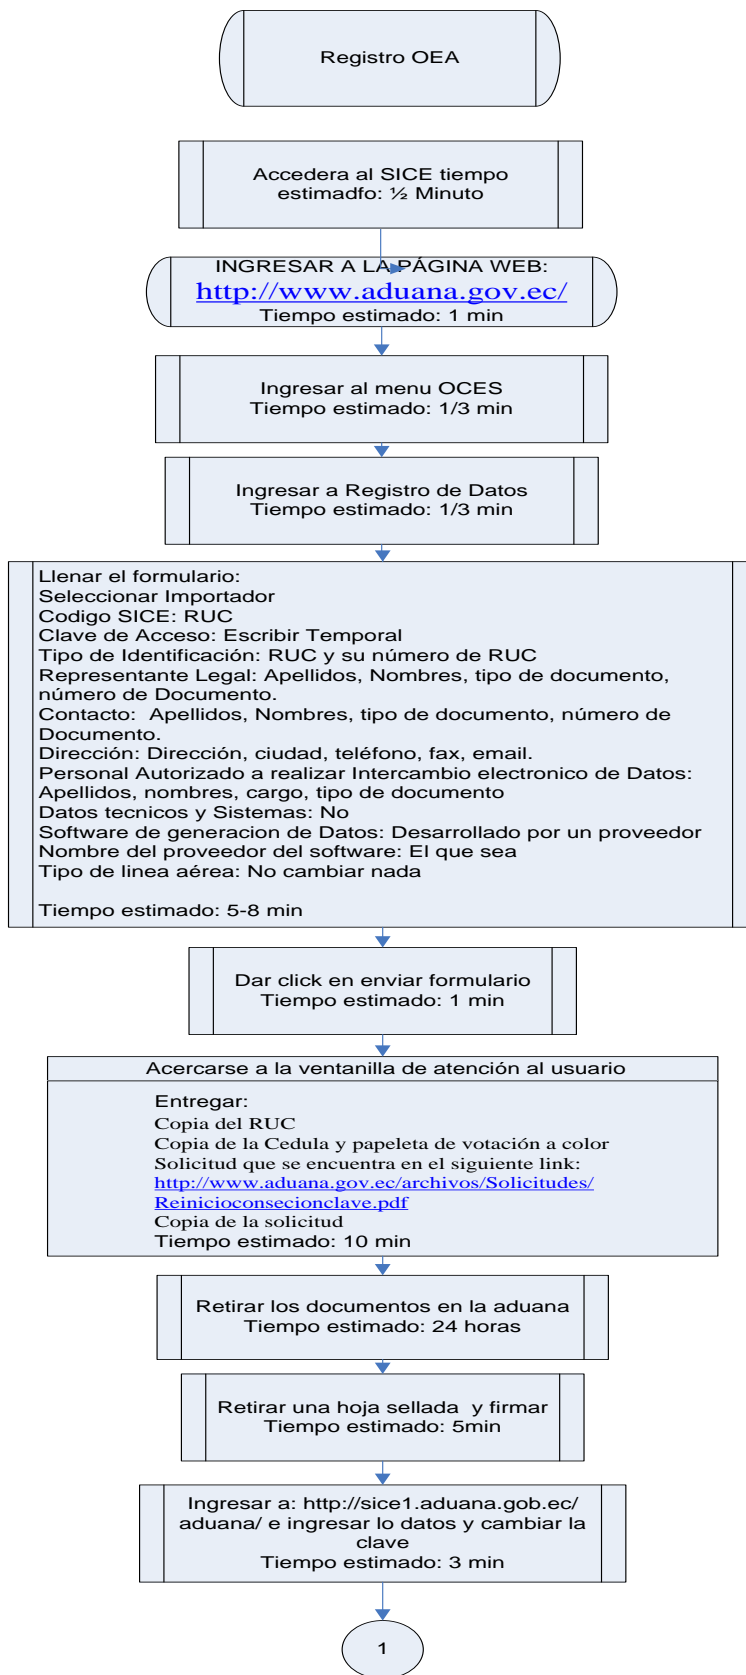 Registro OEA
Accedera al SICE tiempo
estimadfo: ½ Minuto
INGRESAR A LA PÁGINA WEB:
http://www.aduana.gov.ec/
Tiempo estimado: 1 min
Ingresar al menu OCES
Tiempo estimado: 1/3 min
Ingresar a Registro de Datos
Tiempo estimado: 1/3 min
Llenar el formulario:
Seleccionar Importador
Codigo SICE: RUC
Clave de Acceso: Escribir Temporal
Tipo de Identificación: RUC y su número de RUC
Representante Legal: Apellidos, Nombres, tipo de documento,
número de Documento.
Contacto:  Apellidos, Nombres, tipo de documento, número de
Documento.
Dirección: Dirección, ciudad, teléfono, fax, email.
Personal Autorizado a realizar Intercambio electronico de Datos:
Apellidos, nombres, cargo, tipo de documento
Datos tecnicos y Sistemas: No
Software de generacion de Datos: Desarrollado por un proveedor
Nombre del proveedor del software: El que sea
Tipo de linea aérea: No cambiar nada
Tiempo estimado: 5-8 min
Dar click en enviar formulario
Tiempo estimado: 1 min
Acercarse a la ventanilla de atención al usuario
Entregar:
Copia del RUC
Copia de la Cedula y papeleta de votación a color
Solicitud que se encuentra en el siguiente link:
http://www.aduana.gov.ec/archivos/Solicitudes/
Reinicioconsecionclave.pdf
Copia de la solicitud
Tiempo estimado: 10 min
Retirar los documentos en la aduana
Tiempo estimado: 24 horas
Retirar una hoja sellada  y firmar
Tiempo estimado: 5min
Ingresar a: http://sice1.aduana.gob.ec/
aduana/ e ingresar lo datos y cambiar la
clave
Tiempo estimado: 3 min
1